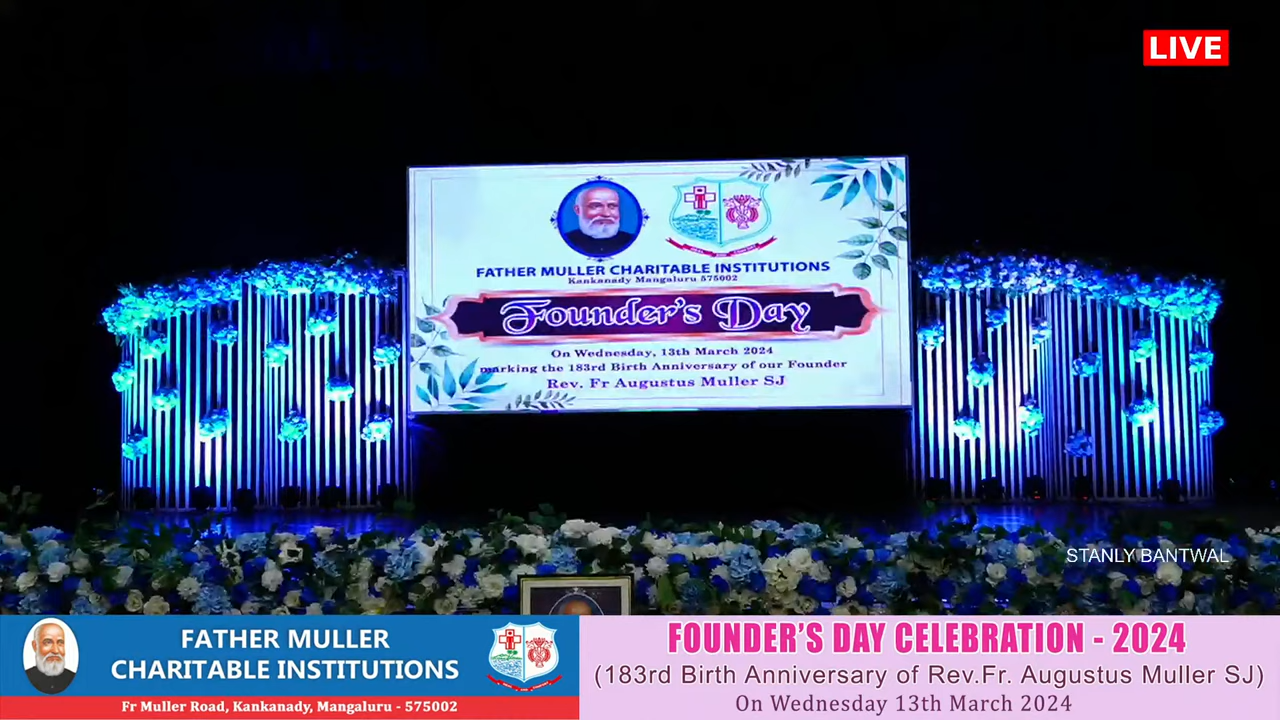 LIVE
FATHER MULLER CHARITABLE INSTITUTIONS
Kankanady Mangaluru 575002
Founder's Day
On Wednesday, 13th March 2024
marking the 183rd Birth Anniversary of our Founder
Rev. Fr Augustus Muller SJ
STANLY BANTWAL
FATHER MULLER
CHARITABLE INSTITUTIONS
Fr Muller Road, Kankanady, Mangaluru - 575002
FOUNDER'S DAY CELEBRATION - 2024
(183rd Birth Anniversary of Rev.Fr. Augustus Muller SJ)
On Wednesday 13th March 2024